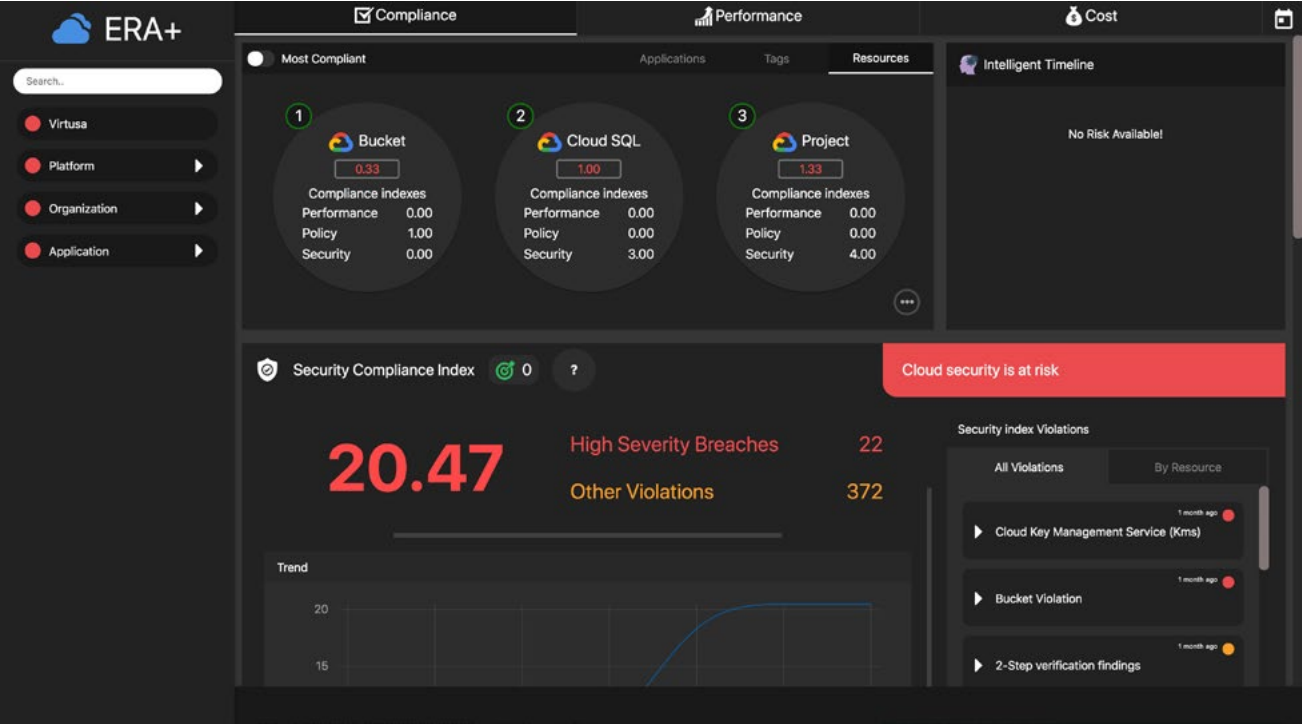 ERA+
Search..
Virtusa
Platform
Organization
Application
Compliance
Performance
Cost
Most Compliant
Applications
Tags
Resources
1
Bucket
0.33
Compliance indexes
Performance 0.00
Policy 1.00
Security 0.00
2
Cloud SQL
1.00
Compliance indexes
Performance 0.00
Policy 0.00
Security 3.00
3
Project
1.33
Compliance indexes
Performance 0.00
Policy 0.00
Security 4.00
Intelligent Timeline
No Risk Available!
Security Compliance Index 0 ?
Cloud security is at risk
20.47
High Severity Breaches 22
Other Violations 372
Trend
20
15
Security index Violations
All Violations
By Resource
1 month ago
Cloud Key Management Service (Kms)
1 month ago
Bucket Violation
1 month ago
2-Step verification findings